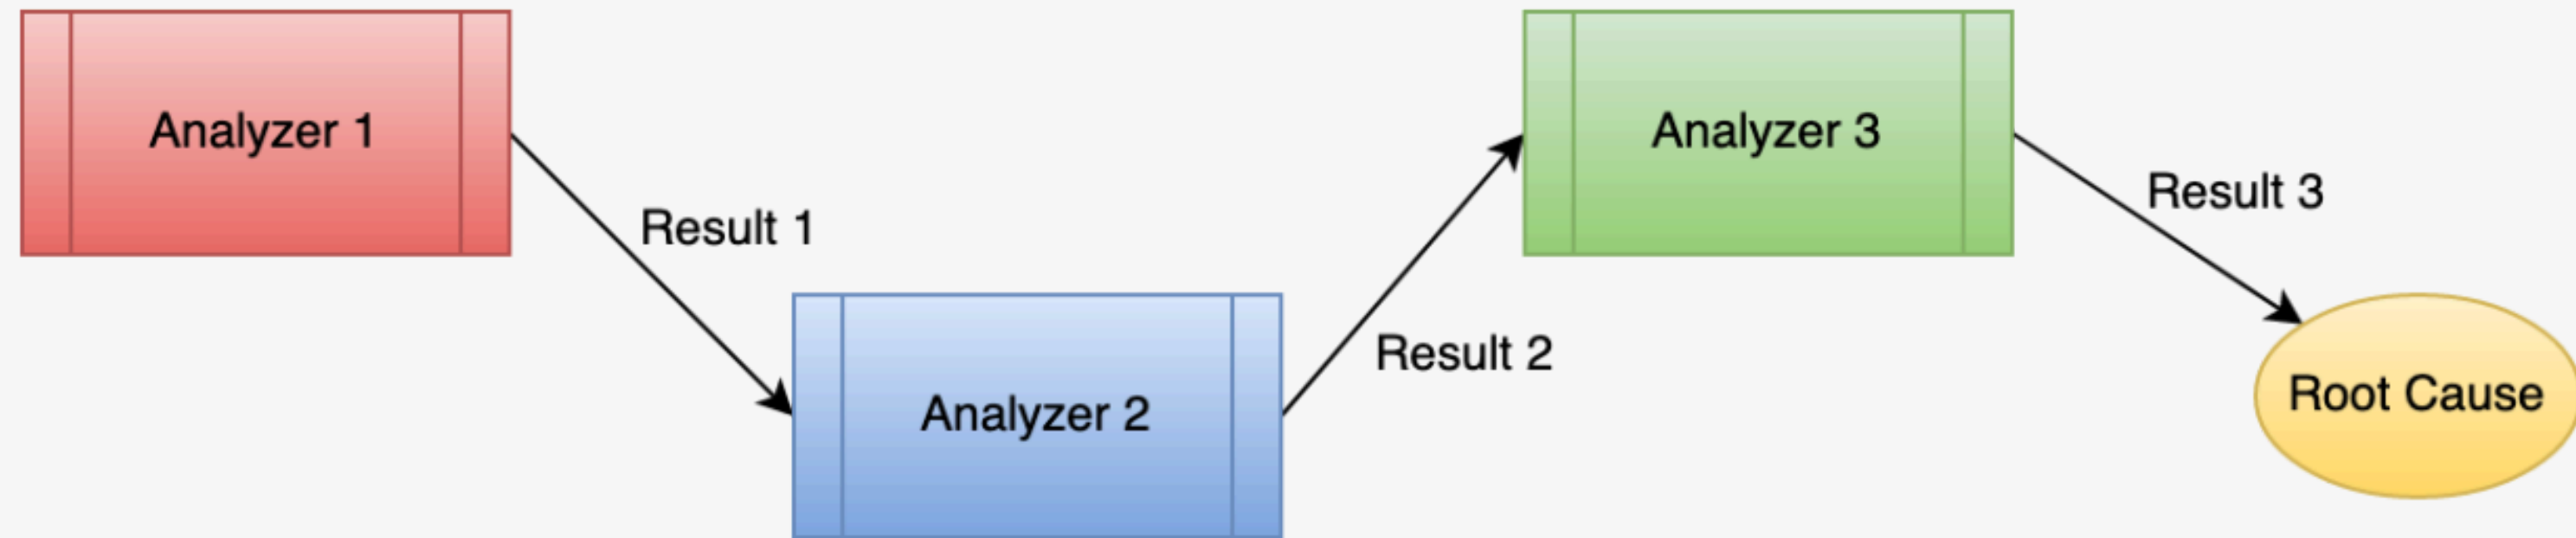 Analyzer 1
Result 1
Analyzer 2
Result 2
Analyzer 3
Result 3
Root Cause